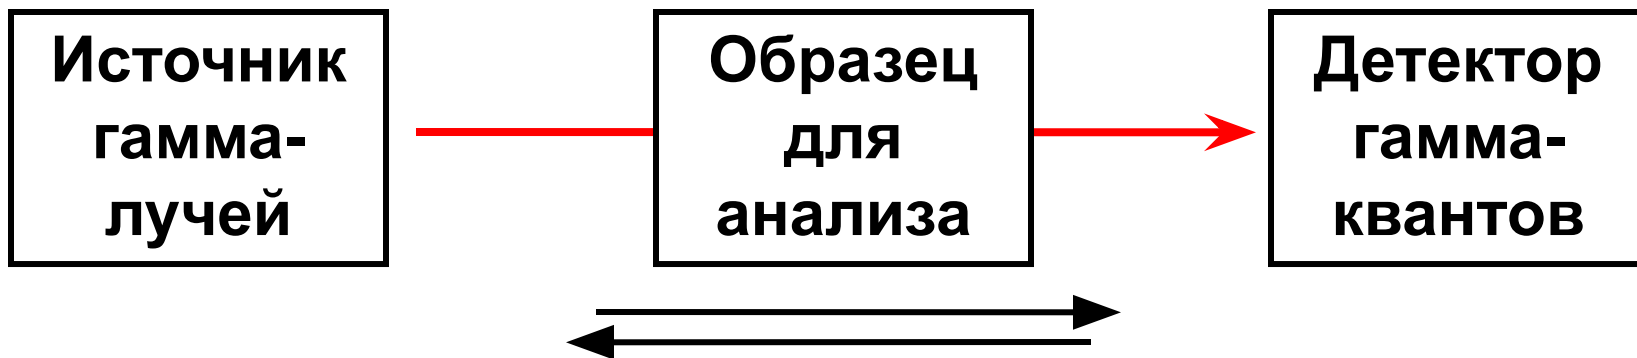 Источник
гамма-
лучей
Образец
для
анализа
Детектор
гамма-
квантов